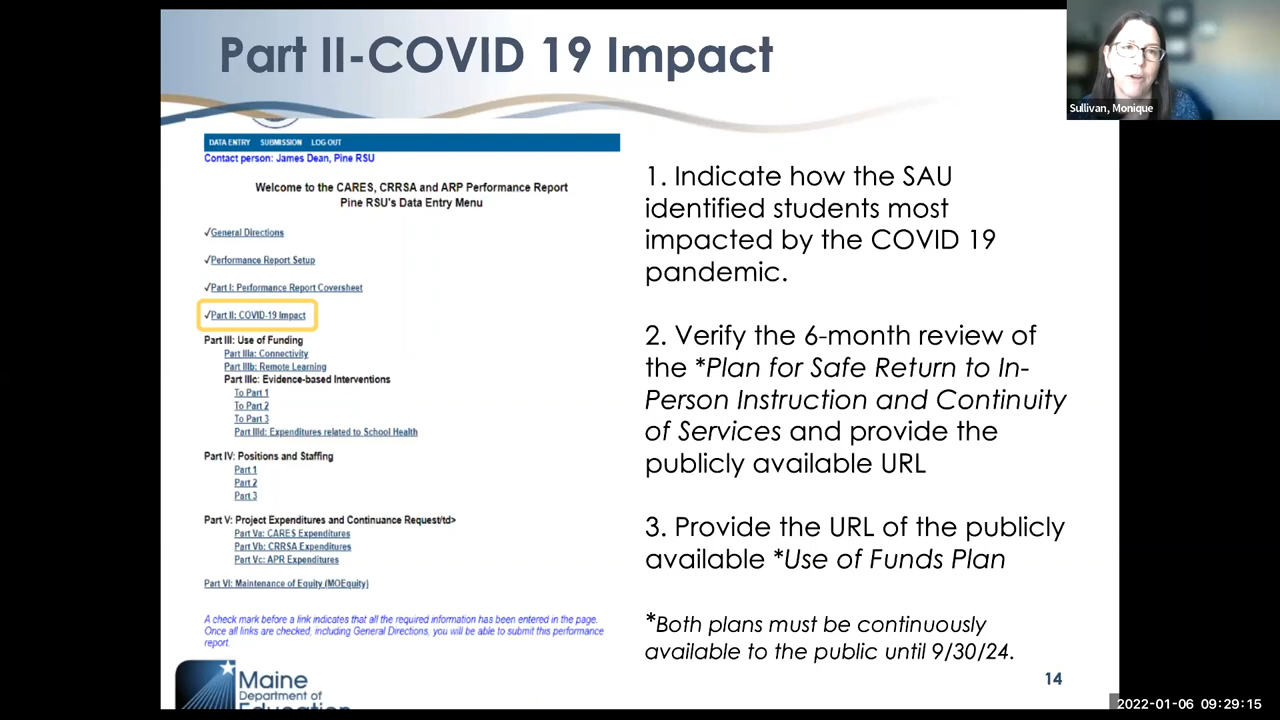 Part II-COVID 19 Impact
Sullivan, Monique
DATA ENTRY SUBMISSION LOG OUT
Contact person: James Dean, Pine RSU
Welcome to the CARES, CRRSA and ARP Performance Report
Pine RSU's Data Entry Menu
✓General Directions
✓Performance Report Setup
✓Part I: Performance Report Coversheet
✓Part II: COVID-19 Impact
Part III: Use of Funding
Part IIIa: Connectivity
Part IIIb: Remote Learning
Part IIIc: Evidence-based Interventions
To Part 1
To Part 2
To Part 3
Part IIId: Expenditures related to School Health
Part IV: Positions and Staffing
Part 1
Part 2
Part 3
Part V: Project Expenditures and Continuance Request/td>
Part Va: CARES Expenditures
Part Vb: CRRSA Expenditures
Part Vc: APR Expenditures
Part VI: Maintenance of Equity (MOEquity)
A check mark before a link indicates that all the required information has been entered in the page.
Once all links are checked, including General Directions, you will be able to submit this performance
report.
Maine
Department of
Education
1. Indicate how the SAU
identified students most
impacted by the COVID 19
pandemic.
2. Verify the 6-month review of
the *Plan for Safe Return to In-
Person Instruction and Continuity
of Services and provide the
publicly available URL
3. Provide the URL of the publicly
available *Use of Funds Plan
*Both plans must be continuously
available to the public until 9/30/24.
14
2022-01-06 09:29:15